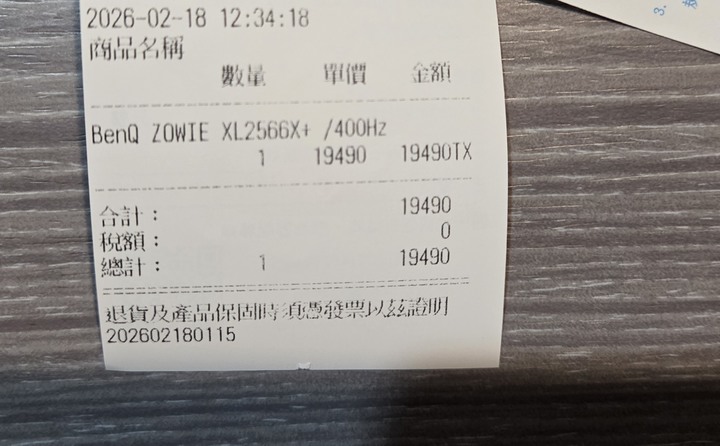 2026-02-18 12:34:18
商品名稱
數量 單價 金額
BenQ ZOWIE XL2566X+ /400Hz
1 19490 19490TX
合計: 19490
稅額: 0
總計: 1 19490
退貨及產品保固時須憑發票以茲證明
202602180115
3.